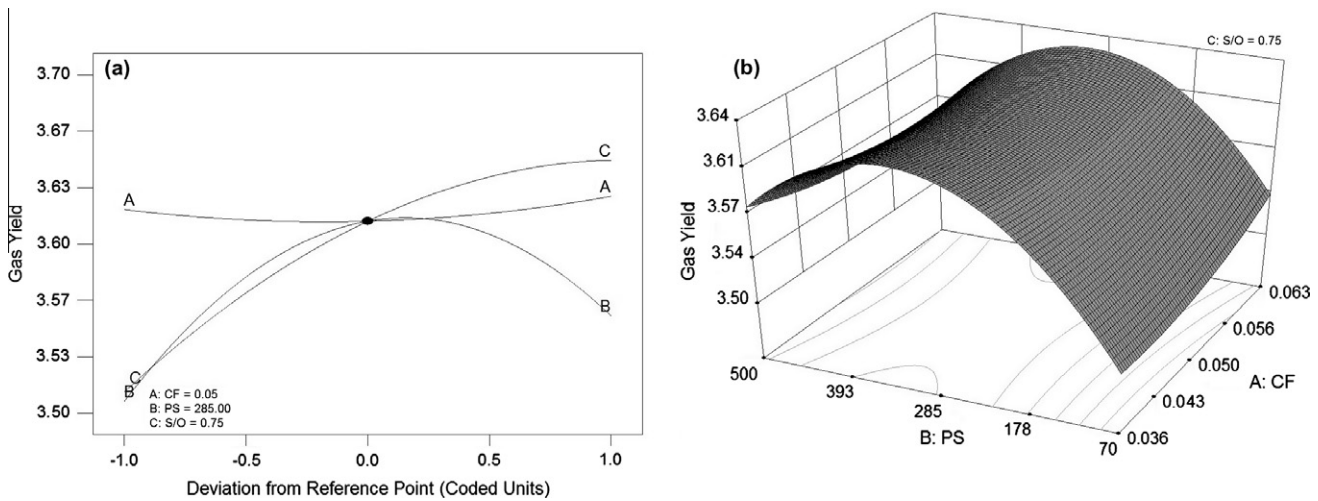 (a)
3.70
3.67
3.63
3.60
3.57
3.53
3.50
Gas Yield
A
B
C
C
A
B
A: CF = 0.05
B: PS = 285.00
C: S/O = 0.75
-1.0
-0.5
0.0
0.5
1.0
Deviation from Reference Point (Coded Units)
(b)
C: S/O = 0.75
3.64
3.61
3.57
3.54
3.50
Gas Yield
500
393
285
178
70
B: PS
0.063
0.056
0.050
0.043
0.036
A: CF